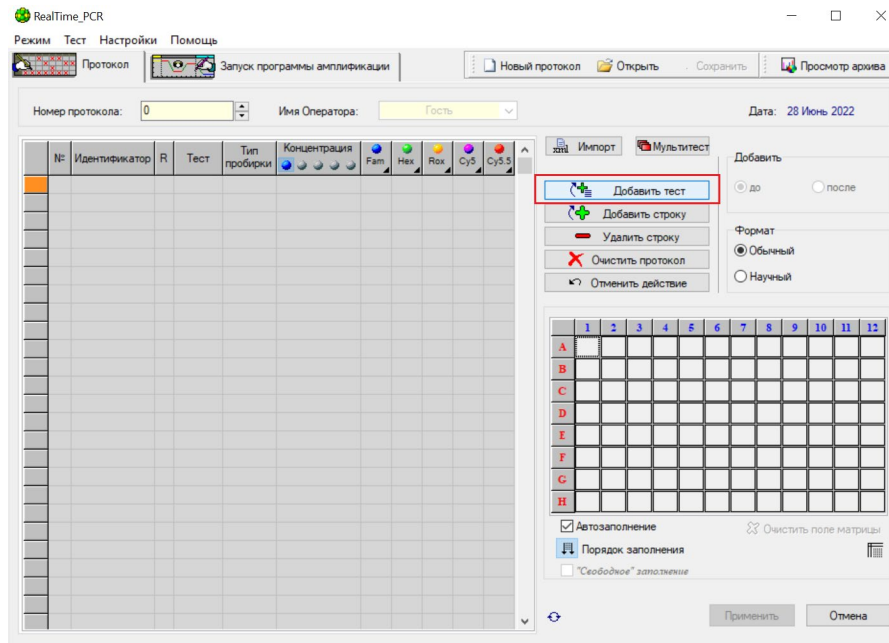 RealTime_PCR
Режим Тест Настройки Помощь
Протокол Запуск программы амплификации Новый протокол Открыть Сохранить Просмотр архива
Номер протокола: 0 Имя Оператора: Гость Дата: 28 Июнь 2022
№ Идентификатор R Тест Тип пробирки Концентрация Fam Hex Rox Cy5 Cy5.5
xml Импорт Мультитест
Добавить
Добавить тест
до после
Добавить строку
Удалить строку
Формат
Обычный
Очистить протокол
Научный
Отменить действие
1 2 3 4 5 6 7 8 9 10 11 12
A
B
C
D
E
F
G
H
Автозаполнение Очистить поле матрицы
Порядок заполнения
"Свободное" заполнение
Применить Отмена